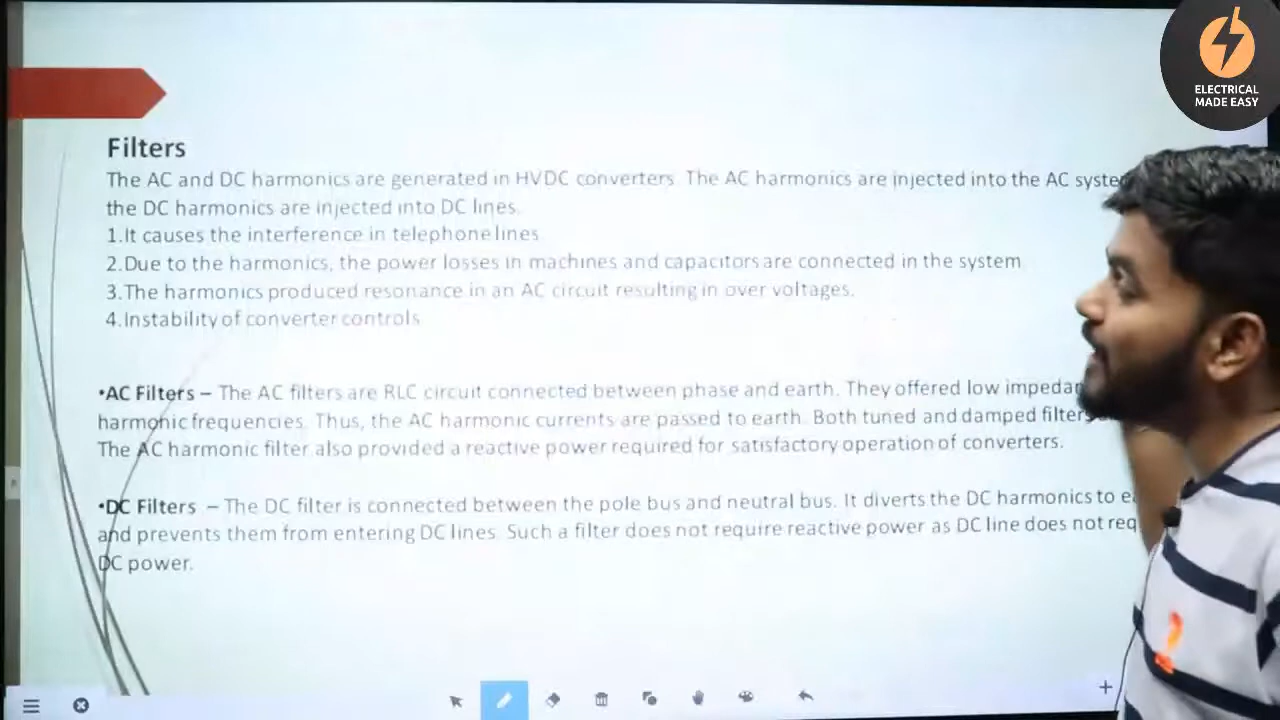 ELECTRICAL
MADE EASY
Filters
The AC and DC harmonics are generated in HVDC converters. The AC harmonics are injected into the AC
the DC harmonics are injected into DC lines.
1.It causes the interference in telephone lines
2.Due to the harmonics, the power losses in machines and capacitors are connected in the system
3.The harmonics produced resonance in an AC circuit resulting in over voltages.
4.Instability of converter controls
•AC Filters – The AC filters are RLC circuit connected between phase and earth. They offered low
harmonic frequencies. Thus, the AC harmonic currents are passed to earth. Both tuned and damped filters
The AC harmonic filter also provided a reactive power required for satisfactory operation of converters.
•DC Filters – The DC filter is connected between the pole bus and neutral bus. It diverts the DC harmonics to
and prevents them from entering DC lines. Such a filter does not require reactive power as DC line does not
DC power.